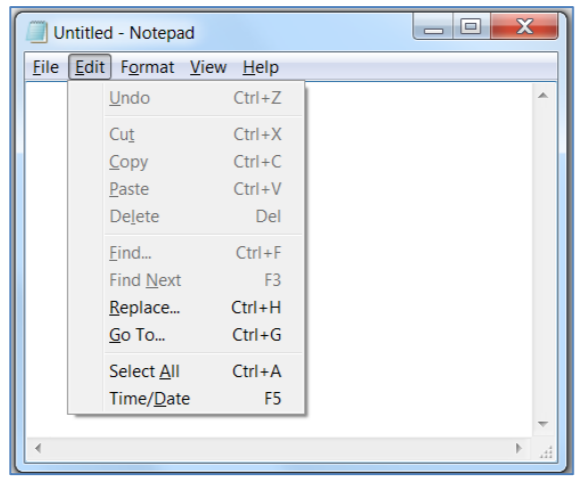 Untitled - Notepad
File Edit Format View Help
Undo Ctrl+Z
Cut Ctrl+X
Copy Ctrl+C
Paste Ctrl+V
Delete Del
Find... Ctrl+F
Find Next F3
Replace... Ctrl+H
Go To... Ctrl+G
Select All Ctrl+A
Time/Date F5